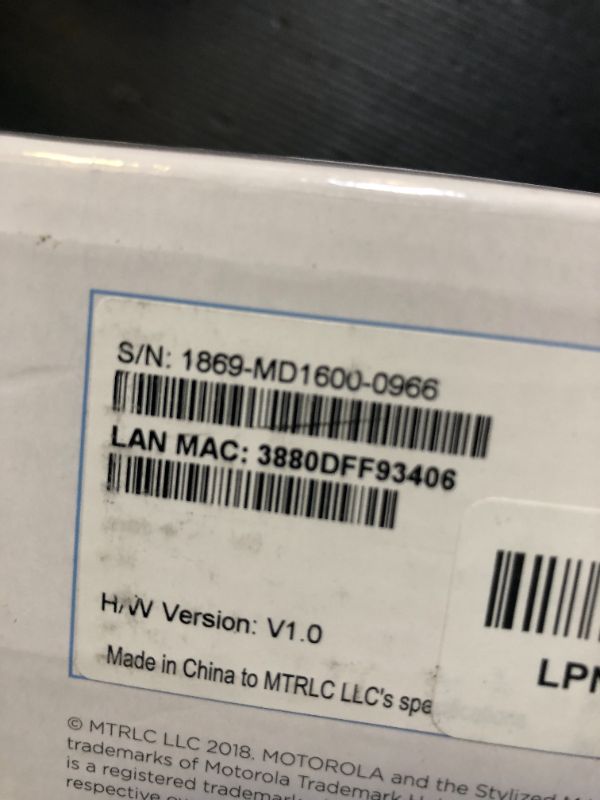 S/N: 1869-MD1600-0966
LAN MAC: 3880DFF93406
H/W Version: V1.0
Made in China to MTRLC LLC's spe
LPN
© MTRLC LLC 2018. MOTOROLA and the Stylized M
trademarks of Motorola Trademark H
is a registered trademark
respective